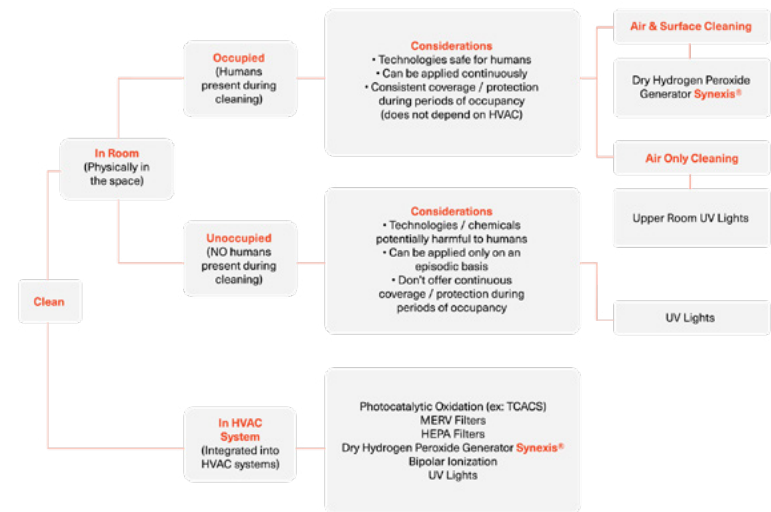 Clean
In Room
(Physically in
the space)
Occupied
(Humans
present during
cleaning)
Considerations
• Technologies safe for humans
• Can be applied continuously
• Consistent coverage / protection
during periods of occupancy
(does not depend on HVAC)
Air & Surface Cleaning
Dry Hydrogen Peroxide
Generator Synexis®
Air Only Cleaning
Upper Room UV Lights
Unoccupied
(NO humans
present during
cleaning)
Considerations
• Technologies / chemicals
potentially harmful to humans
• Can be applied only on an
episodic basis
• Don't offer continuous
coverage / protection during
periods of occupancy
UV Lights
In HVAC
System
(Integrated into
HVAC systems)
Photocatalytic Oxidation (ex: TCACS)
MERV Filters
HEPA Filters
Dry Hydrogen Peroxide Generator Synexis®
Bipolar Ionization
UV Lights